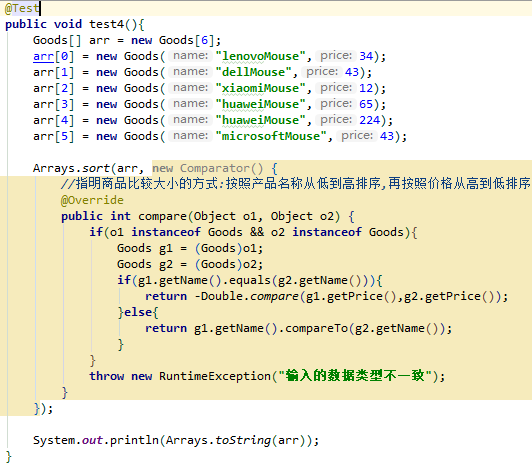 @Test
public void test4(){
    Goods[] arr = new Goods[6];
    arr[0] = new Goods( name: "lenovoMouse", price: 34);
    arr[1] = new Goods( name: "dellMouse", price: 43);
    arr[2] = new Goods( name: "xiaomiMouse", price: 12);
    arr[3] = new Goods( name: "huaweiMouse", price: 65);
    arr[4] = new Goods( name: "huaweiMouse", price: 224);
    arr[5] = new Goods( name: "microsoftMouse", price: 43);

    Arrays.sort(arr, new Comparator() {
        //指明商品比较大小的方式:按照产品名称从低到高排序,再按照价格从高到低排序
        @Override
        public int compare(Object o1, Object o2) {
            if(o1 instanceof Goods && o2 instanceof Goods){
                Goods g1 = (Goods)o1;
                Goods g2 = (Goods)o2;
                if(g1.getName().equals(g2.getName())){
                    return -Double.compare(g1.getPrice(),g2.getPrice());
                }else{
                    return g1.getName().compareTo(g2.getName());
                }
            }
            throw new RuntimeException("输入的数据类型不一致");
        }
    });

    System.out.println(Arrays.toString(arr));
}